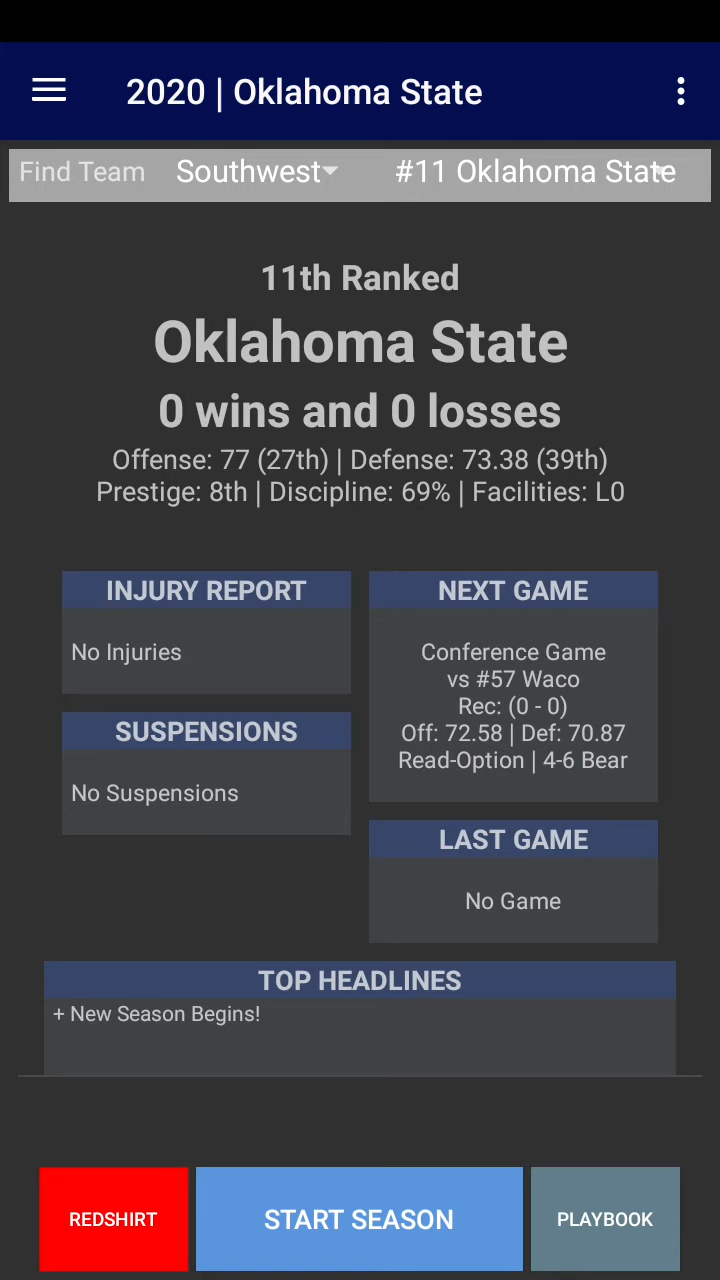 2020 | Oklahoma State
Find Team Southwest #11 Oklahoma State
11th Ranked
Oklahoma State
0 wins and 0 losses
Offense: 77 (27th) | Defense: 73.38 (39th)
Prestige: 8th | Discipline: 69% | Facilities: L0
INJURY REPORT
No Injuries
SUSPENSIONS
No Suspensions
NEXT GAME
Conference Game
vs #57 Waco
Rec: (0 - 0)
Off: 72.58 | Def: 70.87
Read-Option | 4-6 Bear
LAST GAME
No Game
TOP HEADLINES
+ New Season Begins!
REDSHIRT
START SEASON
PLAYBOOK